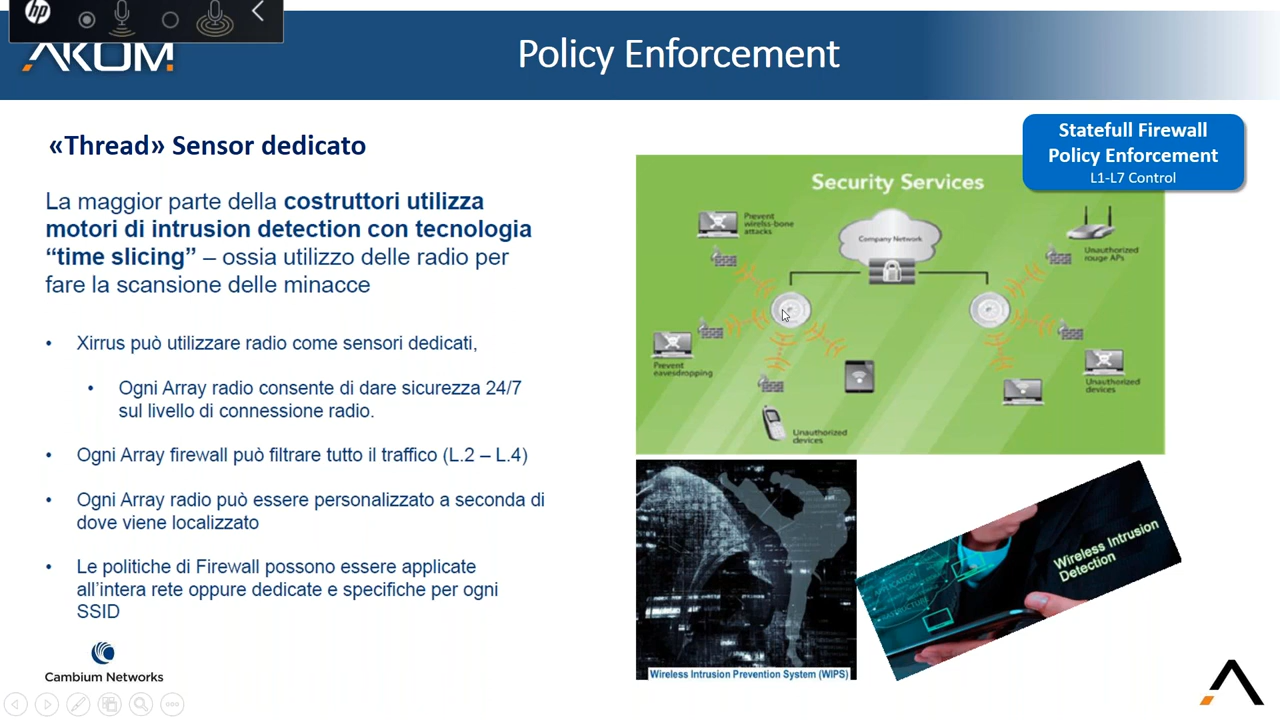 hp
AKOM!
Policy Enforcement
«Thread» Sensor dedicato
La maggior parte della costruttori utilizza
motori di intrusion detection con tecnologia
“time slicing” – ossia utilizzo delle radio per
fare la scansione delle minacce
• Xirrus può utilizzare radio come sensori dedicati,
• Ogni Array radio consente di dare sicurezza 24/7
sul livello di connessione radio.
• Ogni Array firewall può filtrare tutto il traffico (L.2 – L.4)
• Ogni Array radio può essere personalizzato a seconda di
dove viene localizzato
• Le politiche di Firewall possono essere applicate
all’intera rete oppure dedicate e specifiche per ogni
SSID
Cambium Networks
Statefull Firewall
Policy Enforcement
L1-L7 Control
Security Services
Prevent
wirelss-bone
attacks
Company Network
Unauthorized
rouge APs
Prevent
eavesdropping
Unauthorized
devices
Unauthorized
devices
Wireless Intrusion Prevention System (WIPS)
Wireless Intrusion
Detection